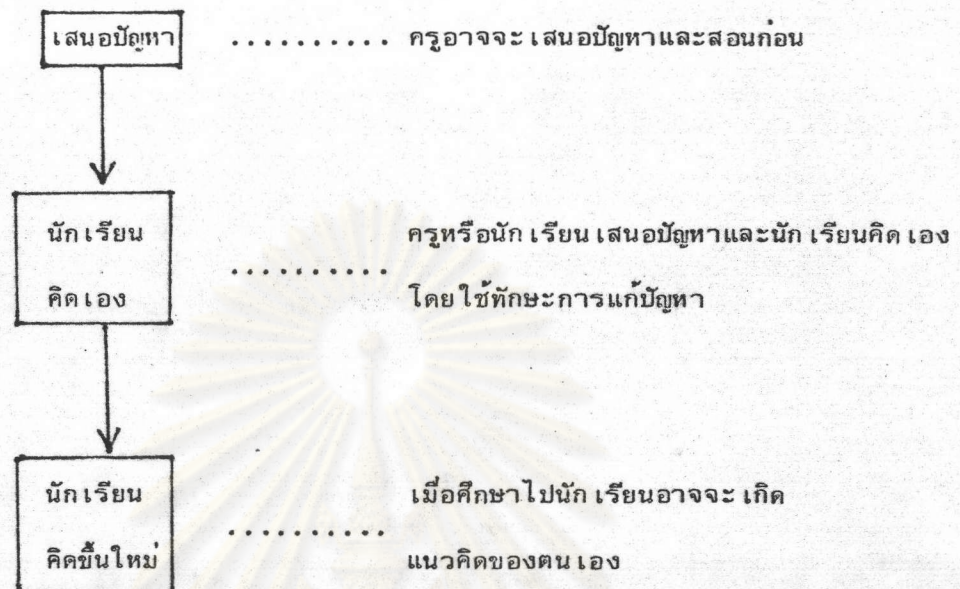 เสนอปัญหา .......... ครูอาจจะเสนอปัญหาและสอนก่อน
นักเรียน
คิดเอง
..........
ครูหรือนักเรียนเสนอปัญหาและนักเรียนคิดเอง
โดยใช้ทักษะการแก้ปัญหา
นักเรียน
คิดขึ้นใหม่
..........
เมื่อศึกษาไปนักเรียนอาจจะเกิด
แนวคิดของตนเอง